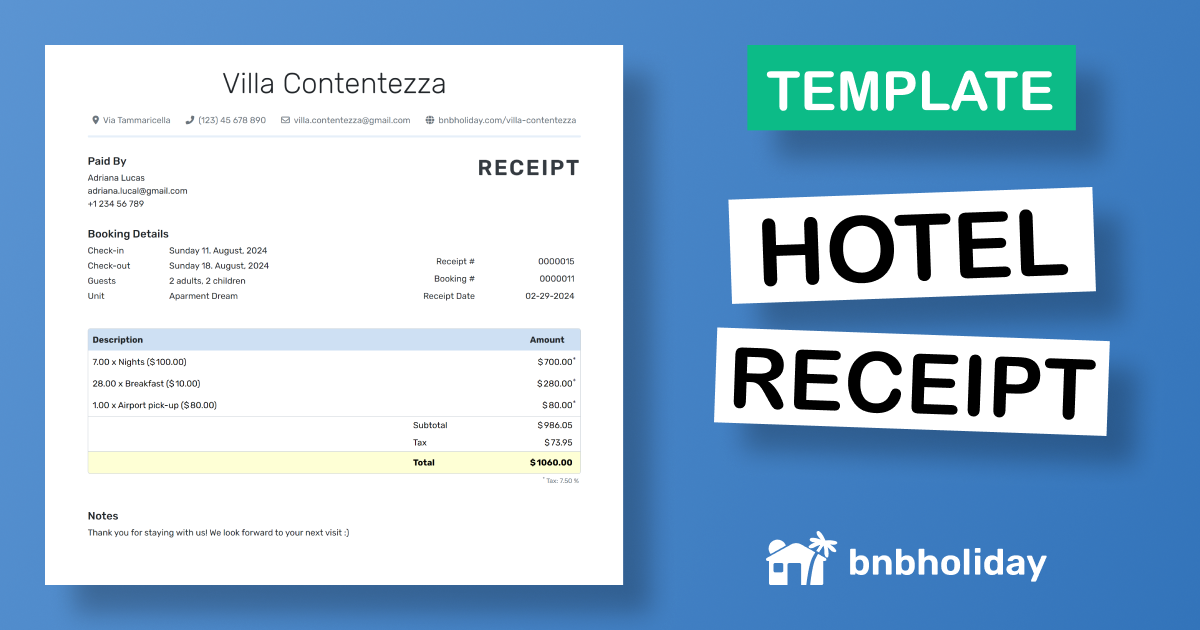 Villa Contentezza
Via Tammaricella (123) 45 678 890 villa.contentezza@gmail.com bnbholiday.com/villa-contentezza
Paid By
RECEIPT
Adriana Lucas
adriana.lucal@gmail.com
+1 234 56 789
Booking Details
Check-in Sunday 11. August, 2024
Check-out Sunday 18. August, 2024
Guests 2 adults, 2 children
Unit Aparment Dream
Receipt # 0000015
Booking # 0000011
Receipt Date 02-29-2024
Description Amount
7.00 x Nights ($100.00) $700.00*
28.00 x Breakfast ($10.00) $280.00*
1.00 x Airport pick-up ($80.00) $80.00*
Subtotal $986.05
Tax $73.95
Total $1060.00
* Tax: 7.50 %
Notes
Thank you for staying with us! We look forward to your next visit :)
TEMPLATE
HOTEL
RECEIPT
bnbholiday